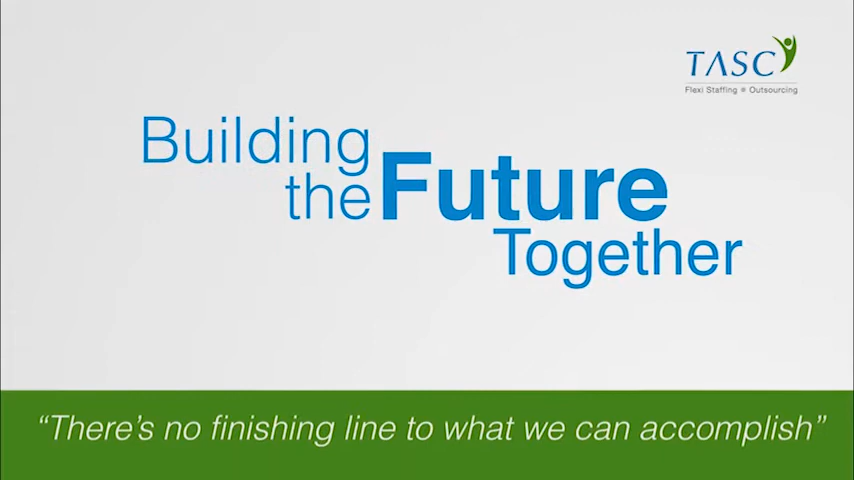 TASC
Flexi Staffing Outsourcing
Building
the Future
Together
“There’s no finishing line to what we can accomplish”